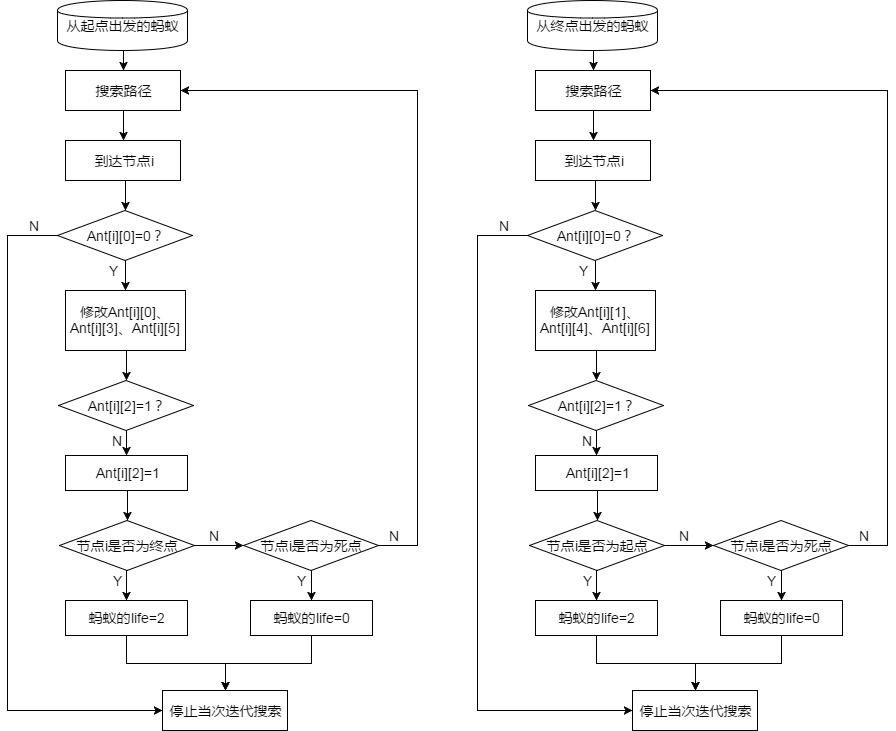 从起点出发的蚂蚁
搜索路径
到达节点i
Ant[i][0]=0？
N
Y
修改Ant[i][0]、
Ant[i][3]、Ant[i][5]
Ant[i][2]=1？
N
Ant[i][2]=1
节点i是否为终点
N
节点i是否为死点
N
Y
Y
蚂蚁的life=2
蚂蚁的life=0
停止当次迭代搜索
从终点出发的蚂蚁
搜索路径
到达节点i
Ant[i][0]=0？
N
Y
修改Ant[i][1]、
Ant[i][4]、Ant[i][6]
Ant[i][2]=1？
N
Ant[i][2]=1
节点i是否为起点
N
节点i是否为死点
N
Y
Y
蚂蚁的life=2
蚂蚁的life=0
停止当次迭代搜索